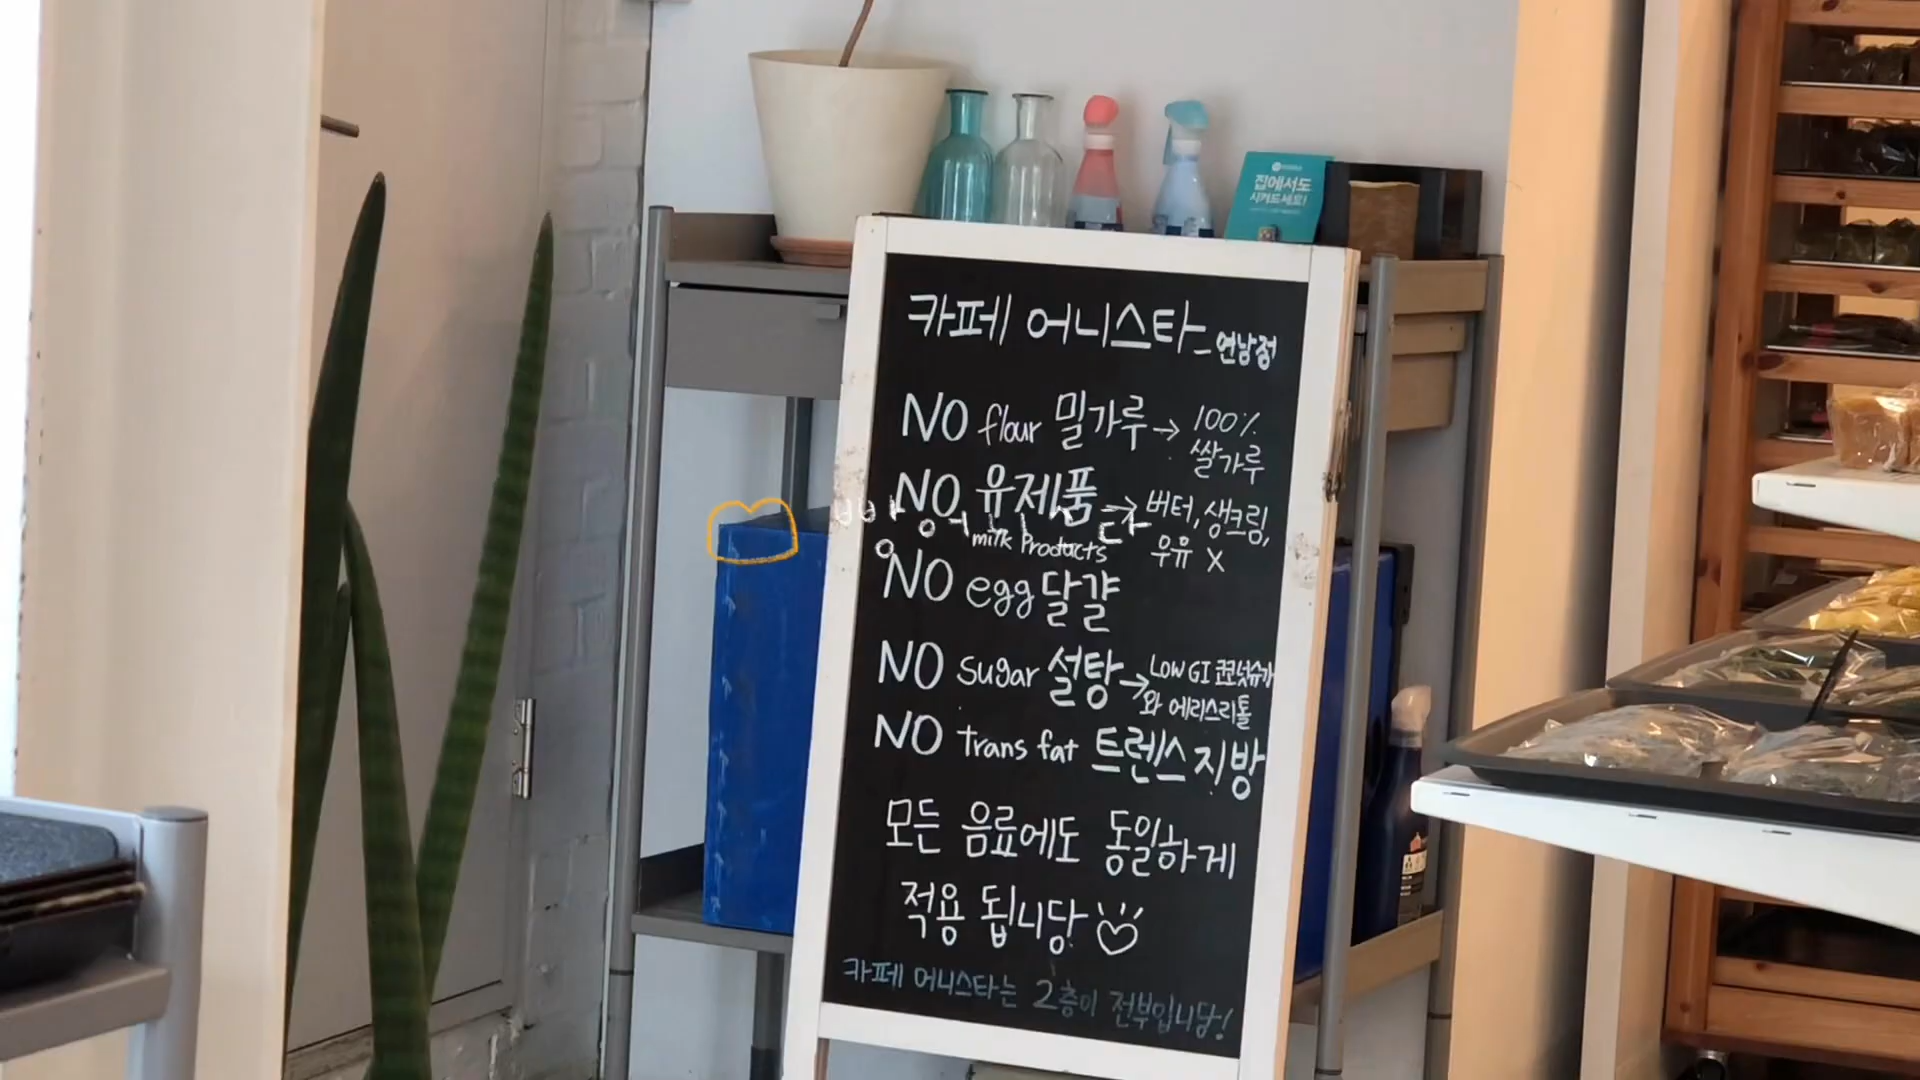 집에서도
시켜드세요!
카페 어니스타_연남점
NO flour 밀가루→ 100%
쌀가루
NO 유제품 → 버터, 생크림,
milk Products 우유 X
NO egg 달걀
NO sugar 설탕→ LOW GI 코코넛슈가
와 에리스리톨
NO trans fat 트렌스지방
모든 음료에도 동일하게
적용 됩니당
카페 어니스타는 2층이 전부입니당!